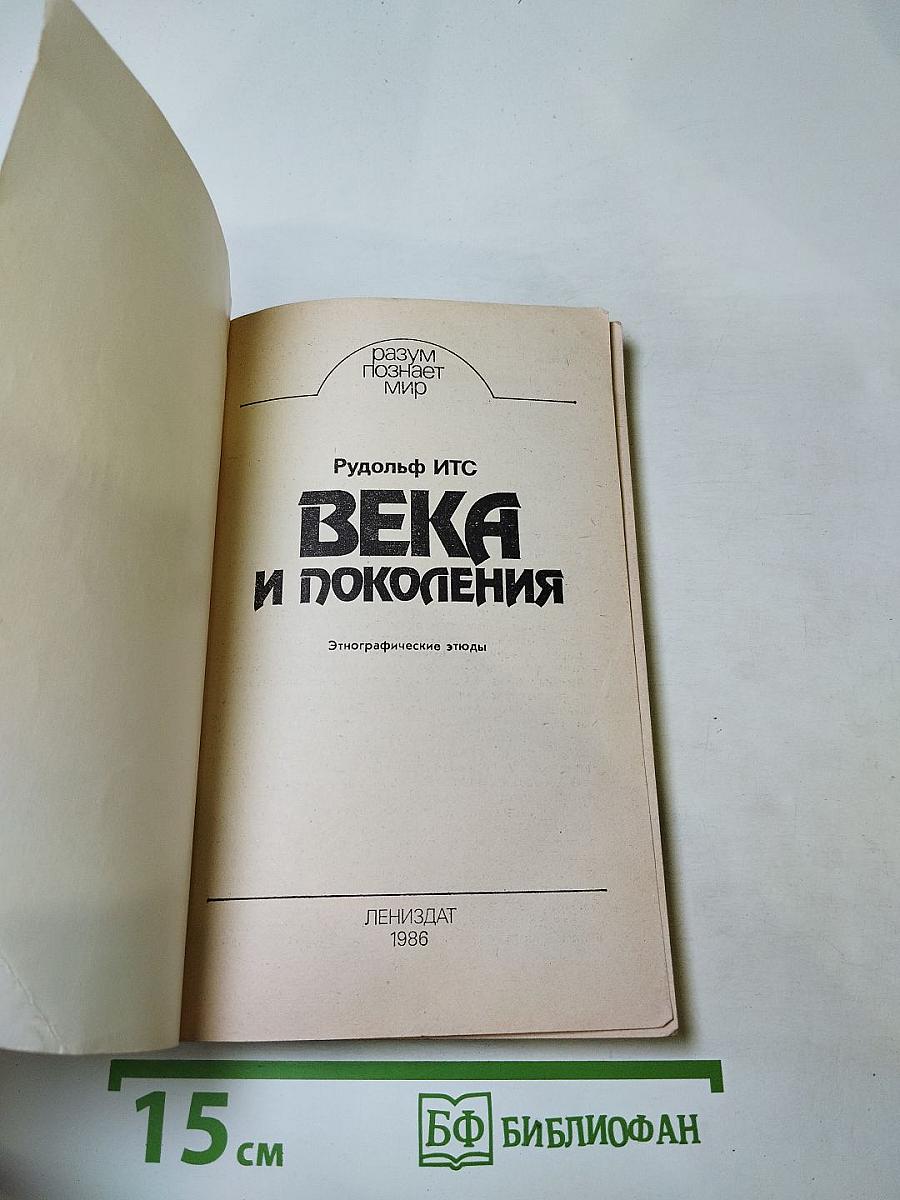 разум
познает
мир
Рудольф ИТС
ВЕКА
И ПОКОЛЕНИЯ
Этнографические этюды
ЛЕНИЗДАТ
1986
15 см
БФ БИБЛИОФАН